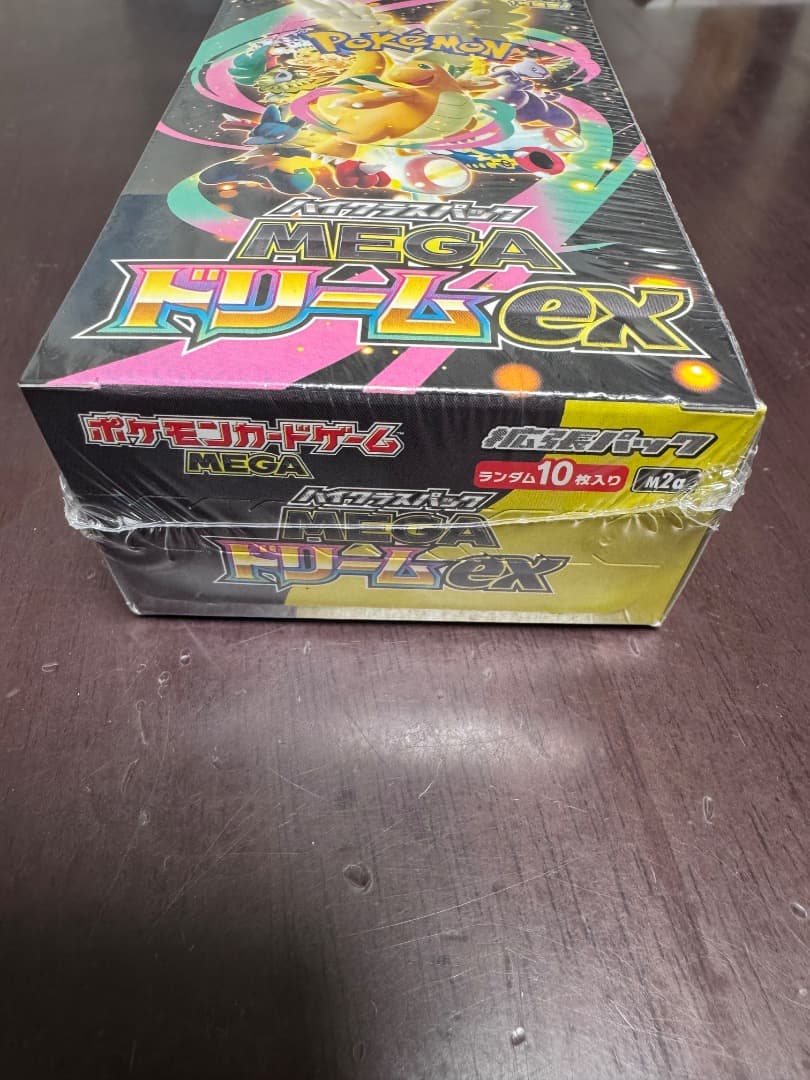 Pokémon
ハイクラスパック
MEGA
ドリームex
ポケモンカードゲーム
MEGA
拡張パック
ランダム10枚入り
M2a
ハイクラスパック
MEGA
ドリームex